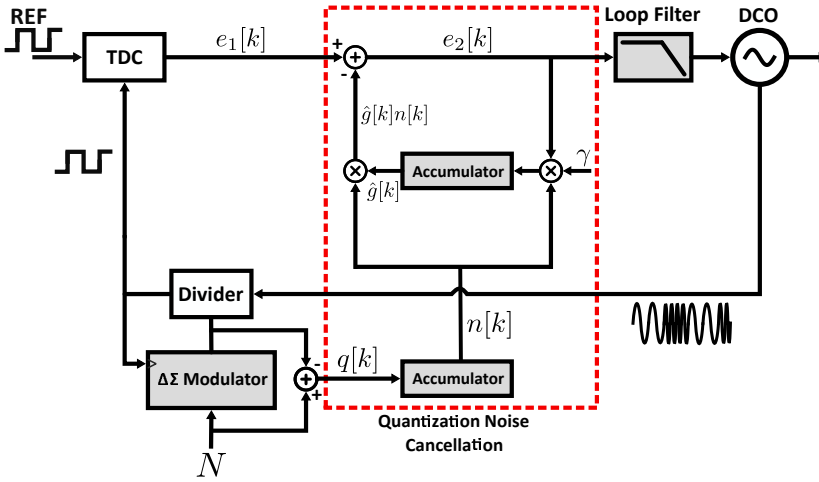 REF
TDC
e₁[k]
+
-
+
e₂[k]
Loop Filter
DCO
ĝ[k]n[k]
×
ĝ[k]
Accumulator
×
γ
Divider
n[k]
ΔΣ Modulator
-
+
+
q[k]
Accumulator
N
Quantization Noise
Cancellation